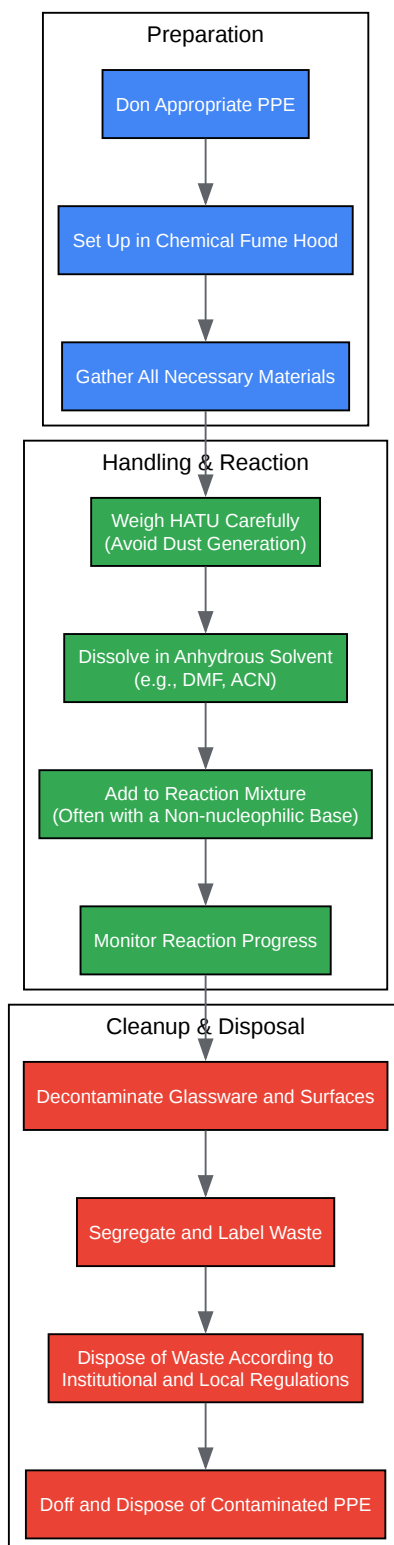 Preparation
Don Appropriate PPE
Set Up in Chemical Fume Hood
Gather All Necessary Materials
Handling & Reaction
Weigh HATU Carefully
(Avoid Dust Generation)
Dissolve in Anhydrous Solvent
(e.g., DMF, ACN)
Add to Reaction Mixture
(Often with a Non-nucleophilic Base)
Monitor Reaction Progress
Cleanup & Disposal
Decontaminate Glassware and Surfaces
Segregate and Label Waste
Dispose of Waste According to
Institutional and Local Regulations
Doff and Dispose of Contaminated PPE